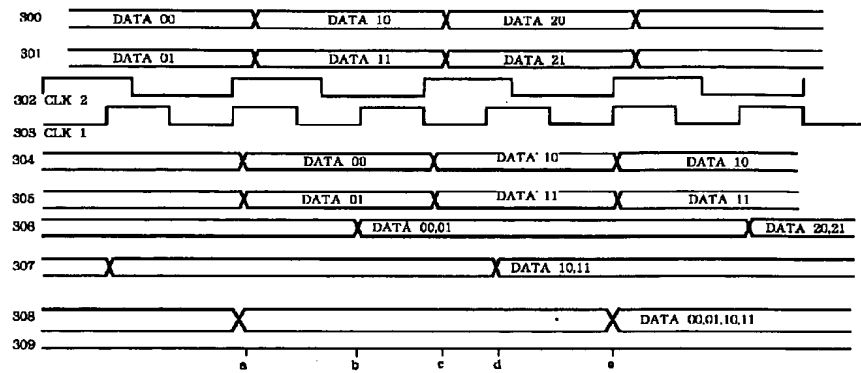 300 DATA 00 DATA 10 DATA 20
301 DATA 01 DATA 11 DATA 21
302 CLK 2
303 CLK 1
304 DATA 00 DATA 10 DATA 10
305 DATA 01 DATA 11 DATA 11
306 DATA 00,01 DATA 20,21
307 DATA 10,11
308 DATA 00,01,10,11
309
a b c d e